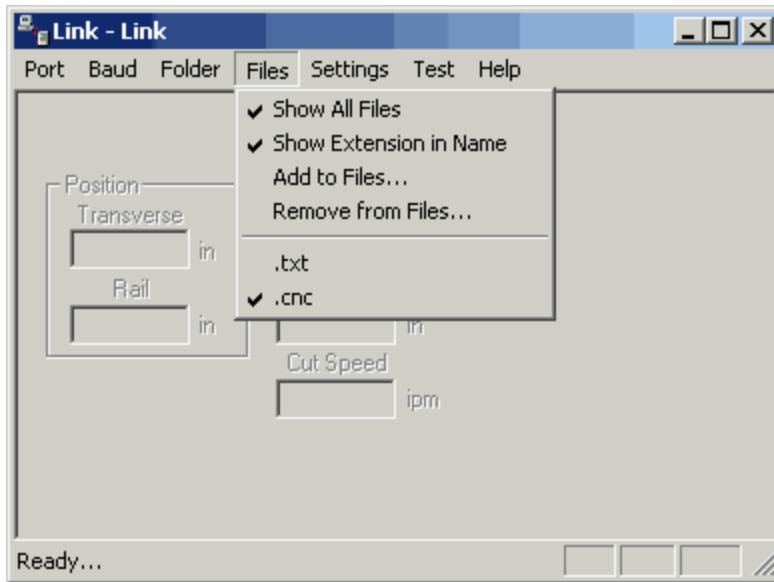 Link - Link
Port Baud Folder Files Settings Test Help
Show All Files
Show Extension in Name
Add to Files...
Remove from Files...
.txt
.cnc
Position
Transverse
in
Rail
in
in
Cut Speed
ipm
Ready...